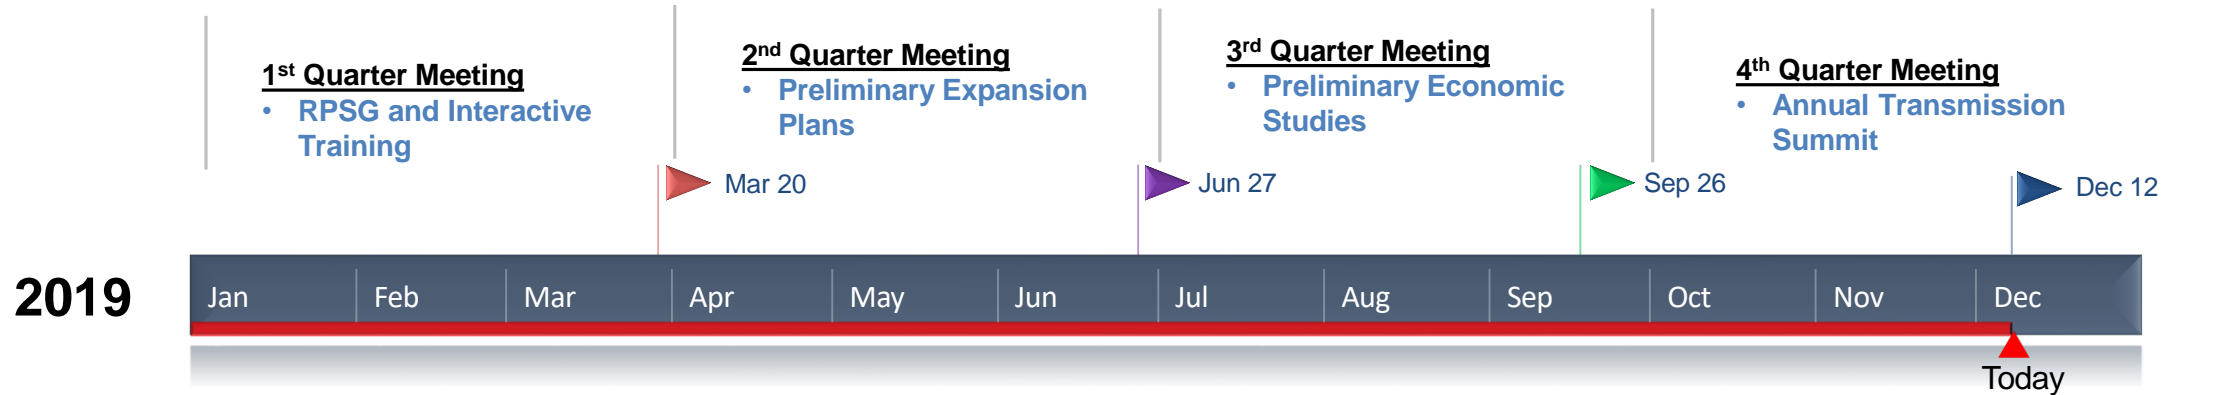 1st Quarter Meeting
• RPSG and Interactive
Training
2nd Quarter Meeting
• Preliminary Expansion
Plans
3rd Quarter Meeting
• Preliminary Economic
Studies
4th Quarter Meeting
• Annual Transmission
Summit
Mar 20
Jun 27
Sep 26
Dec 12
2019
Jan Feb Mar Apr May Jun Jul Aug Sep Oct Nov Dec
Today